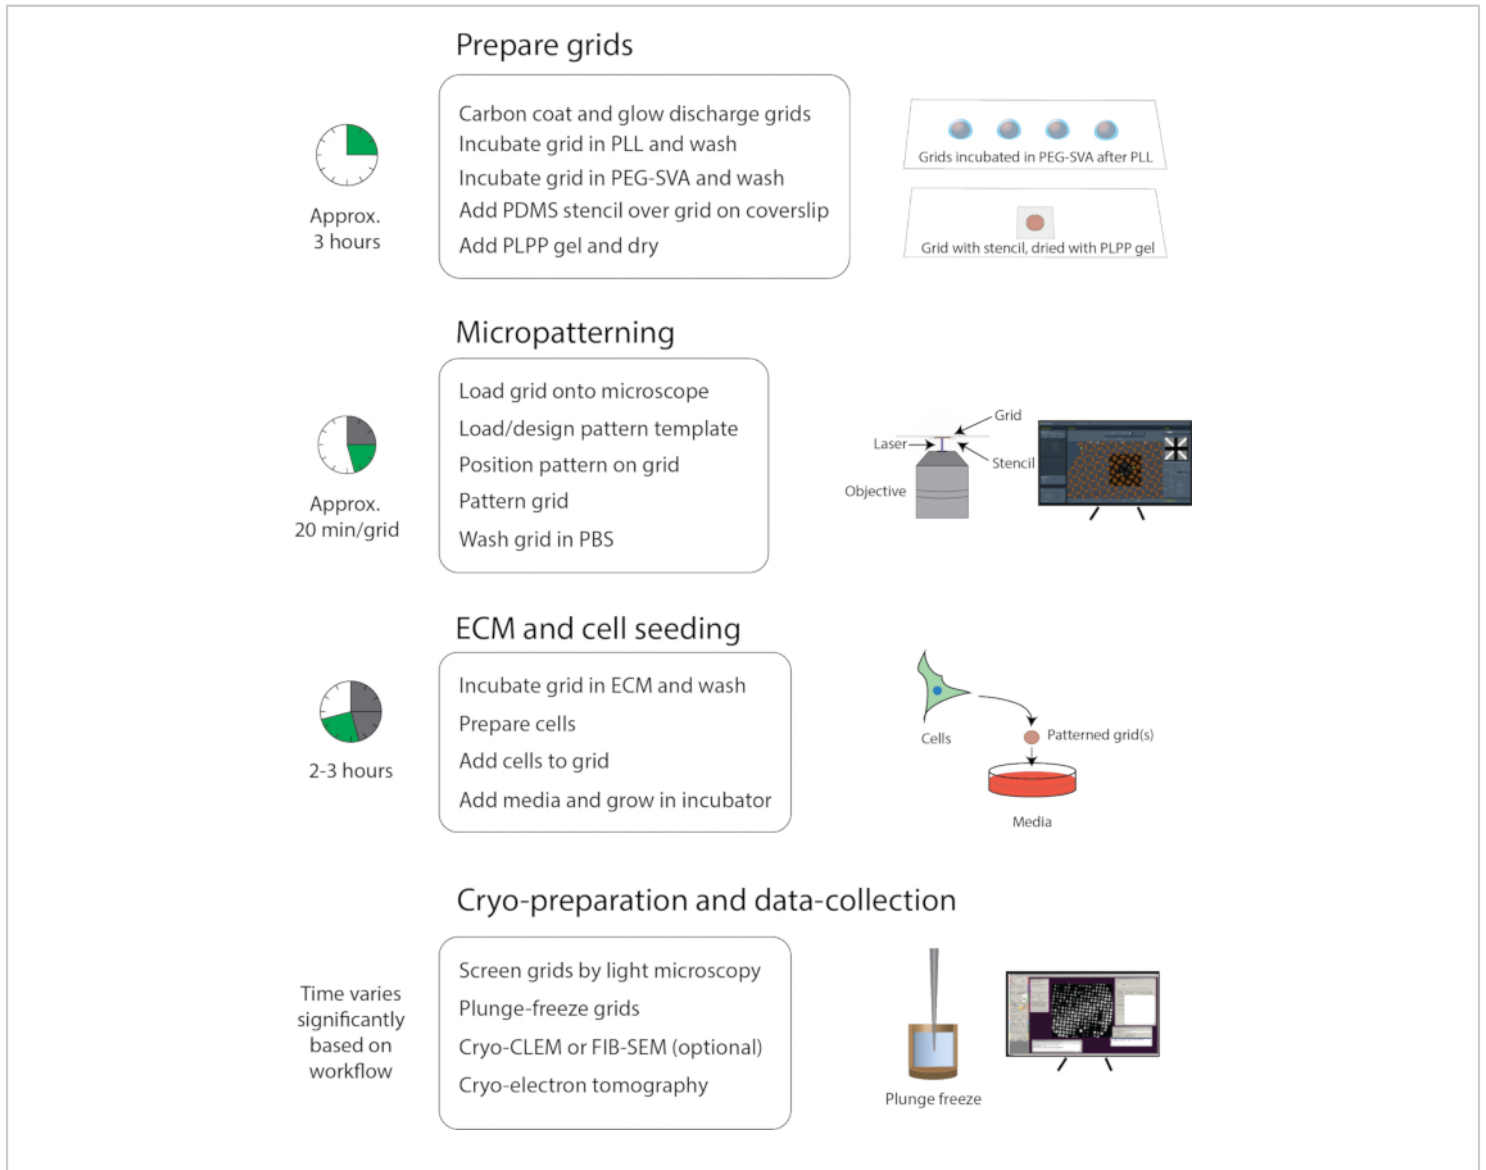 Prepare grids
Carbon coat and glow discharge grids
Incubate grid in PLL and wash
Incubate grid in PEG-SVA and wash
Add PDMS stencil over grid on coverslip
Add PLPP gel and dry
Approx.
3 hours
Grids incubated in PEG-SVA after PLL
Grid with stencil, dried with PLPP gel
Micropatterning
Load grid onto microscope
Load/design pattern template
Position pattern on grid
Pattern grid
Wash grid in PBS
Approx.
20 min/grid
Grid
Laser
Stencil
Objective
ECM and cell seeding
Incubate grid in ECM and wash
Prepare cells
Add cells to grid
Add media and grow in incubator
2-3 hours
Cells
Patterned grid(s)
Media
Cryo-preparation and data-collection
Screen grids by light microscopy
Plunge-freeze grids
Cryo-CLEM or FIB-SEM (optional)
Cryo-electron tomography
Time varies
significantly
based on
workflow
Plunge freeze